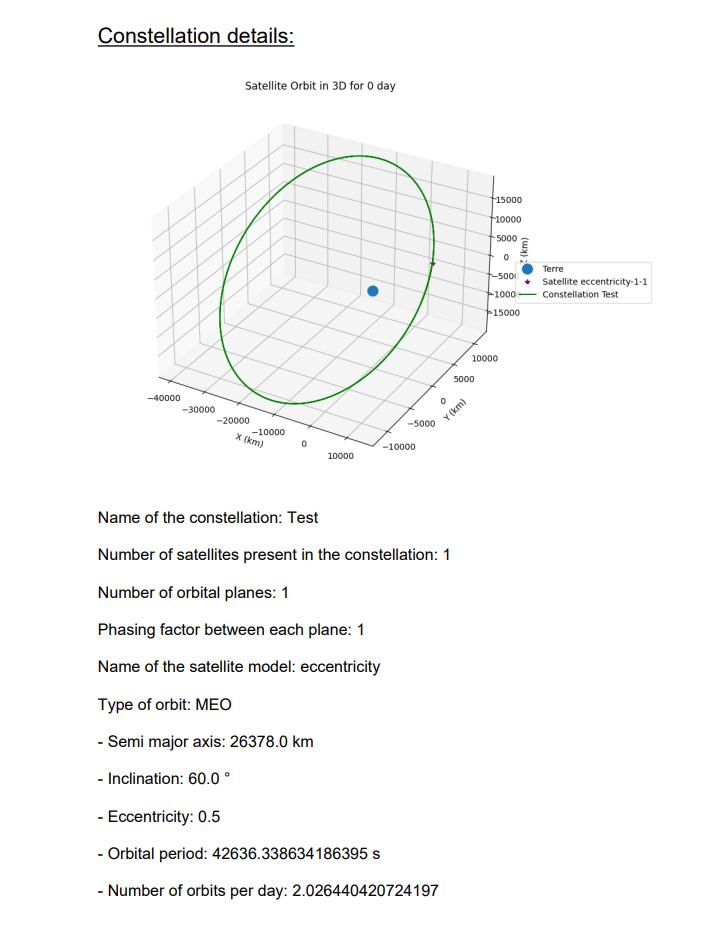 Constellation details:
Satellite Orbit in 3D for 0 day
15000
10000
5000
0
−5000
−10000
−15000
Z (km)
Terre
Satellite eccentricity-1-1
Constellation Test
10000
5000
0
−5000
−10000
Y (km)
−40000
−30000
−20000
−10000
0
10000
X (km)
Name of the constellation: Test
Number of satellites present in the constellation: 1
Number of orbital planes: 1
Phasing factor between each plane: 1
Name of the satellite model: eccentricity
Type of orbit: MEO
- Semi major axis: 26378.0 km
- Inclination: 60.0 °
- Eccentricity: 0.5
- Orbital period: 42636.338634186395 s
- Number of orbits per day: 2.026440420724197